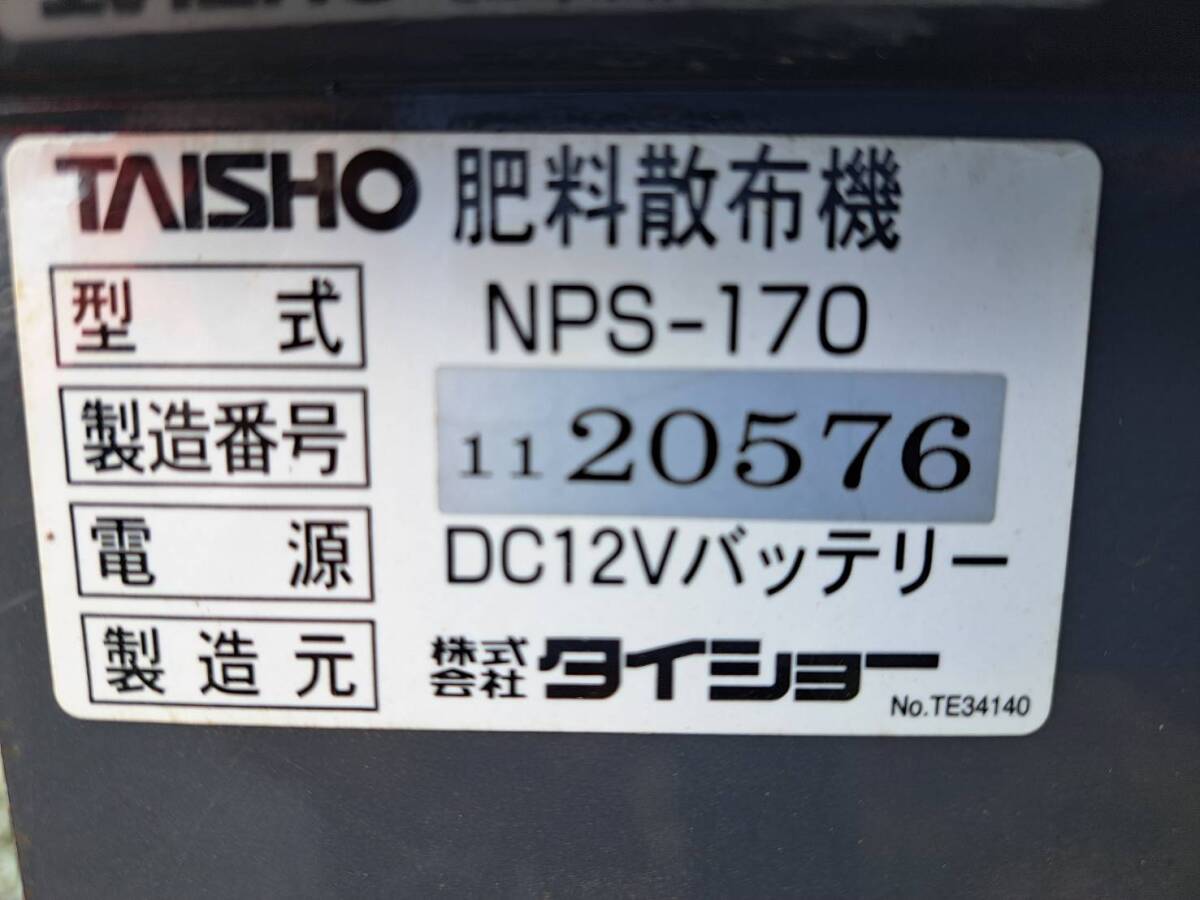 TAISHO 肥料散布機
型式 NPS-170
製造番号 11 20576
電源 DC12Vバッテリー
製造元 株式会社 タイショー
No.TE34140